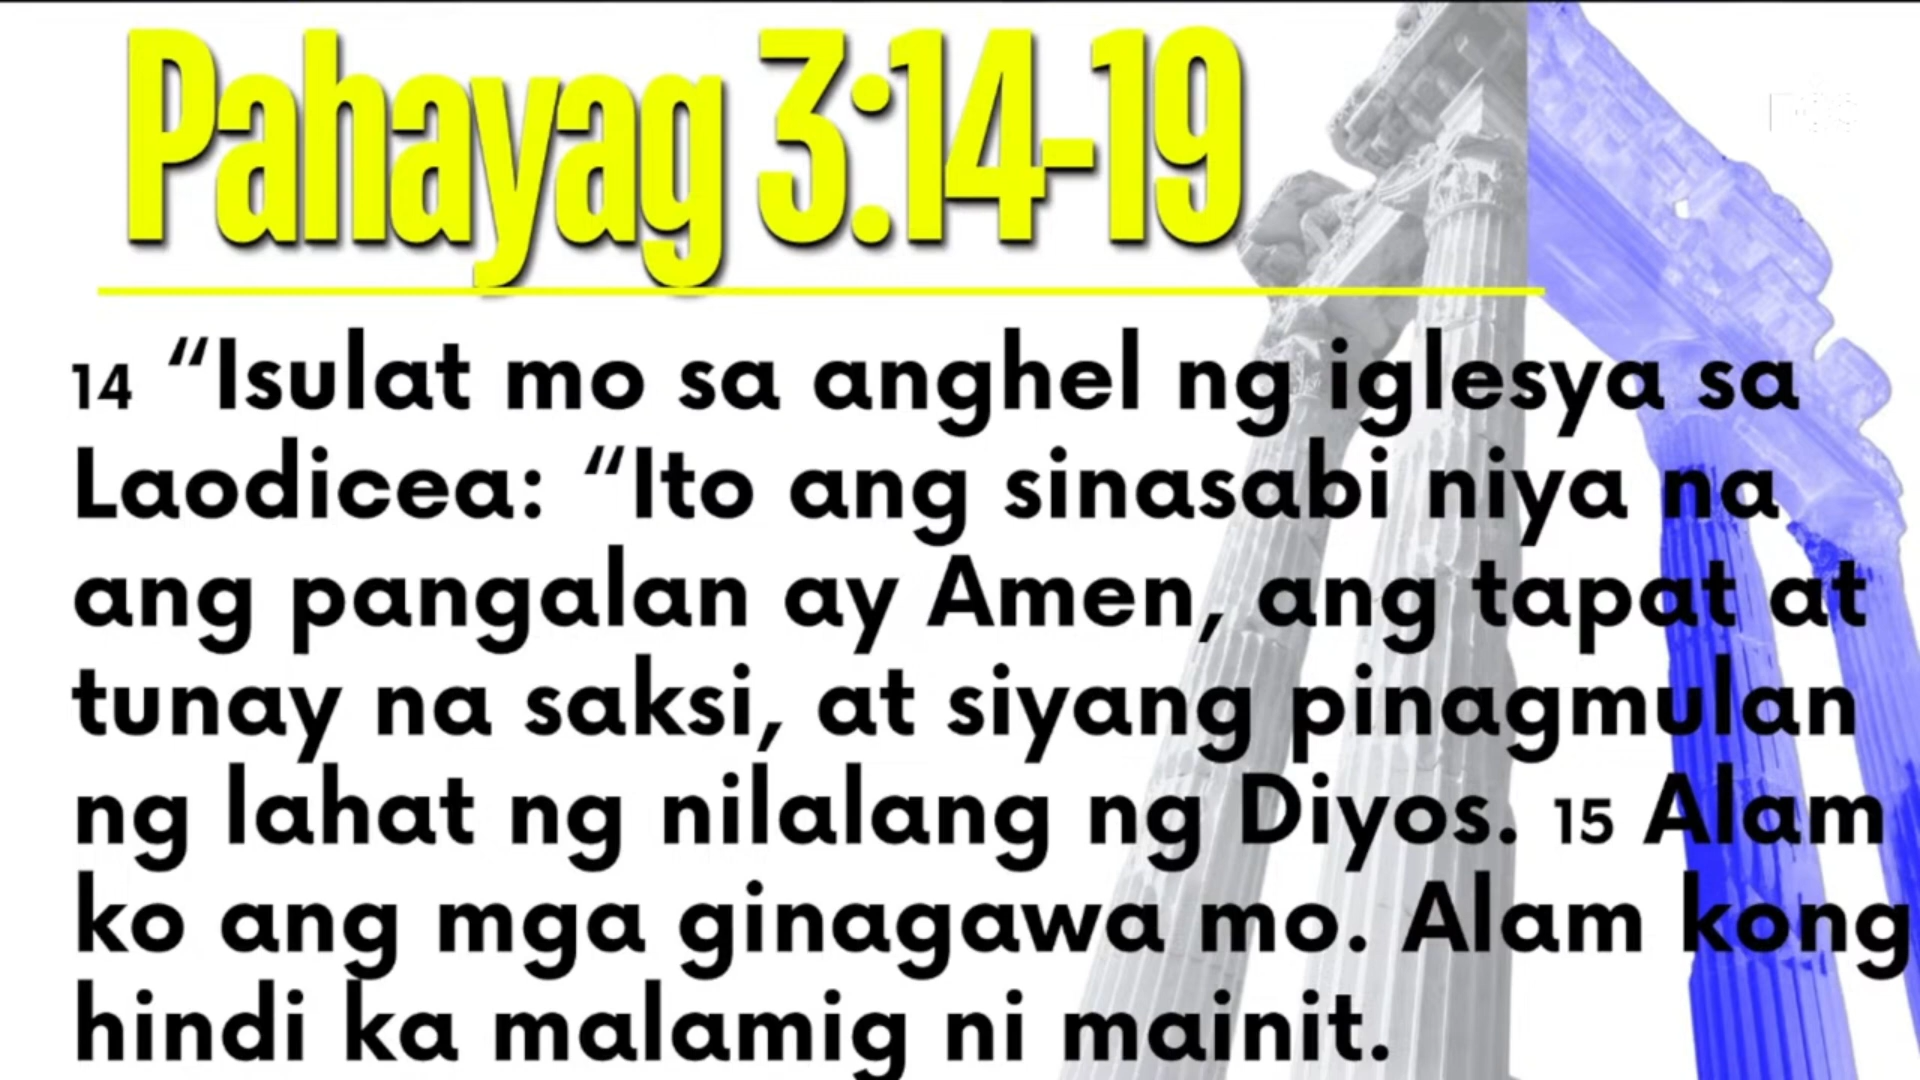 Pahayag 3:14-19
14 “Isulat mo sa anghel ng iglesya sa
Laodicea: “Ito ang sinasabi niya na
ang pangalan ay Amen, ang tapat at
tunay na saksi, at siyang pinagmulan
ng lahat ng nilalang ng Diyos. 15 Alam
ko ang mga ginagawa mo. Alam kong
hindi ka malamig ni mainit.